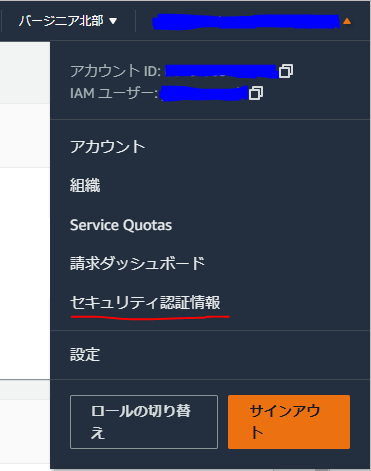 バージニア北部
アカウント ID:
IAM ユーザー:
アカウント
組織
Service Quotas
請求ダッシュボード
セキュリティ認証情報
設定
ロールの切り替
え
サインアウ
ト